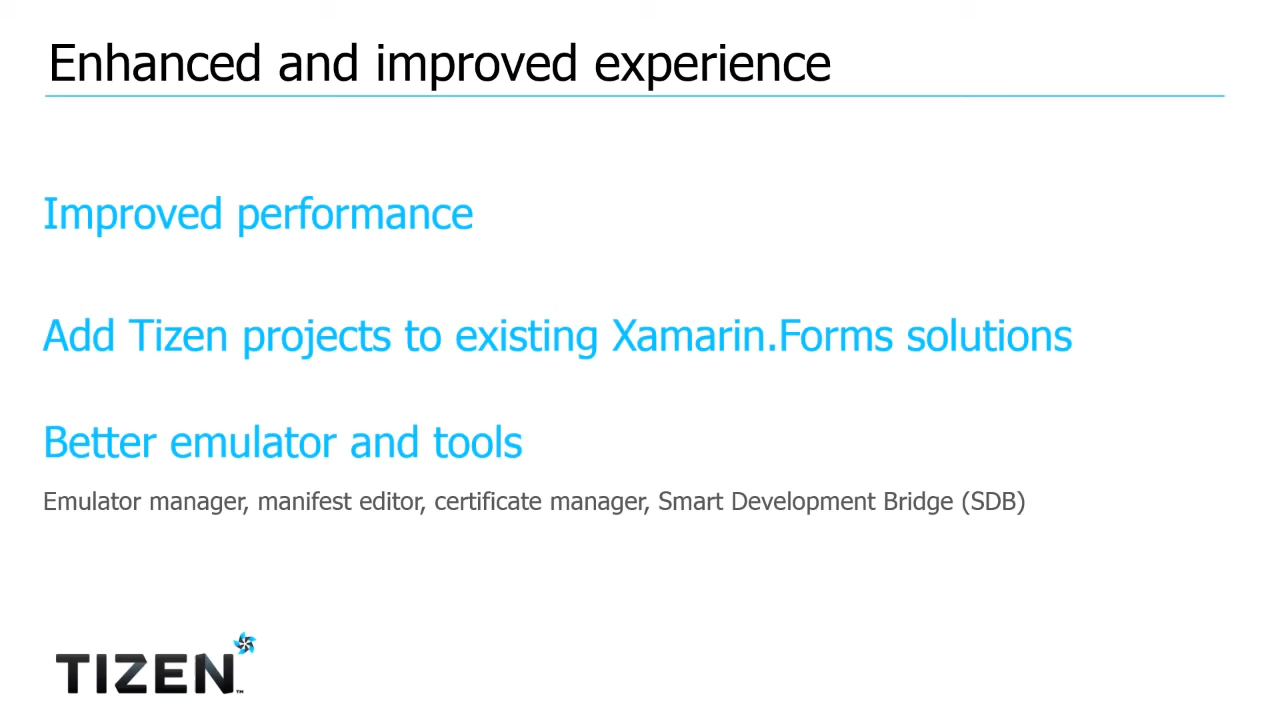 Enhanced and improved experience
Improved performance
Add Tizen projects to existing Xamarin.Forms solutions
Better emulator and tools
Emulator manager, manifest editor, certificate manager, Smart Development Bridge (SDB)
TIZEN™